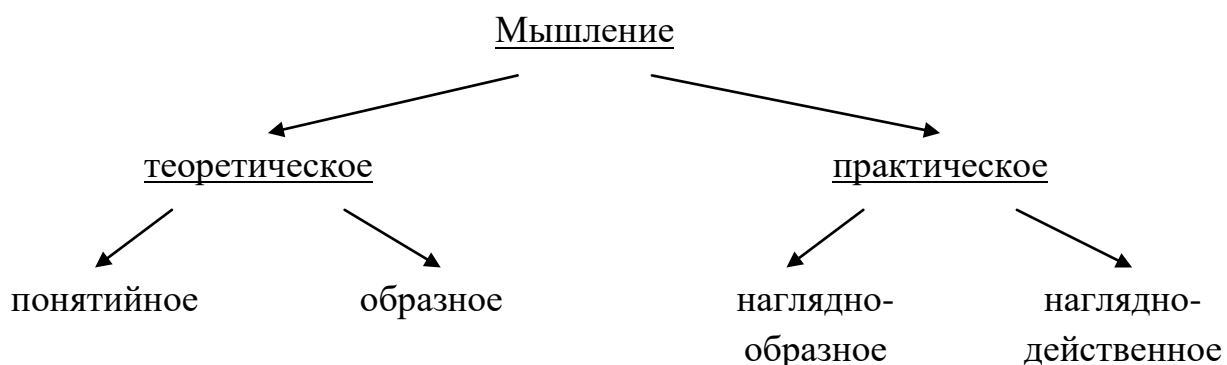 Мышление
теоретическое практическое
понятийное образное наглядно- наглядно-
образное действенное